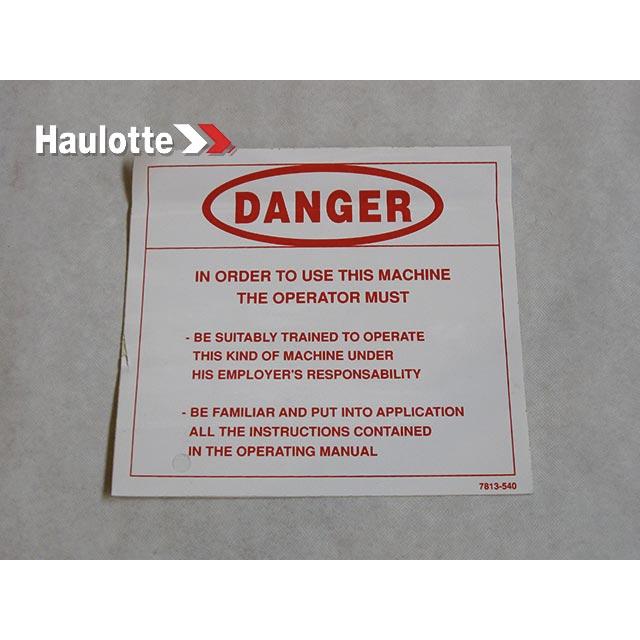 Haulotte
DANGER
IN ORDER TO USE THIS MACHINE
THE OPERATOR MUST
- BE SUITABLY TRAINED TO OPERATE
THIS KIND OF MACHINE UNDER
HIS EMPLOYER'S RESPONSABILITY
- BE FAMILIAR AND PUT INTO APPLICATION
ALL THE INSTRUCTIONS CONTAINED
IN THE OPERATING MANUAL
7813-540